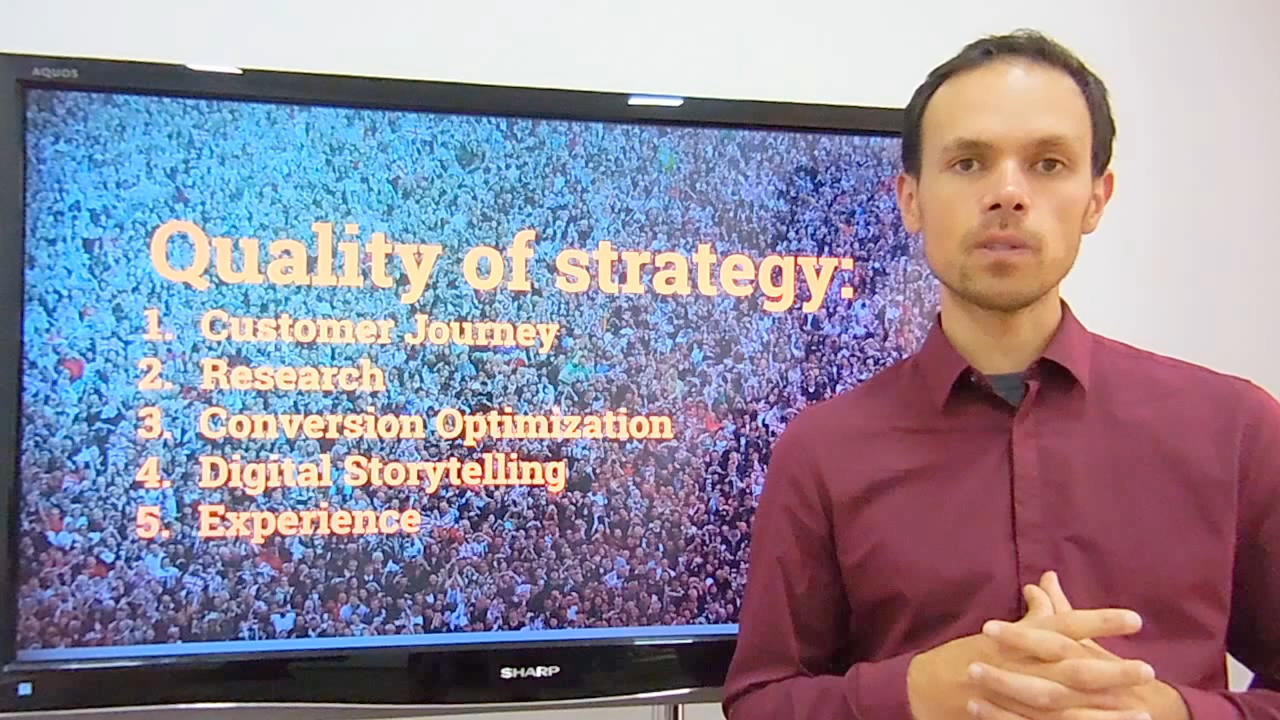 AQUOS
Quality of strategy:
1. Customer Journey
2. Research
3. Conversion Optimization
4. Digital Storytelling
5. Experience
SHARP